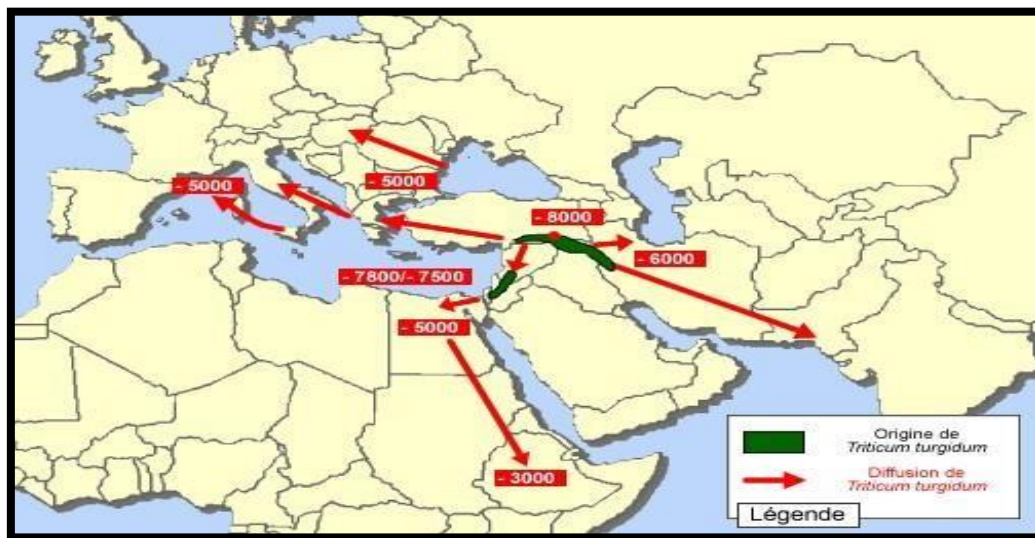 - 5000
- 5000
- 8000
- 6000
- 7800/- 7500
- 5000
- 3000
Origine de
Triticum turgidum
Diffusion de
Triticum turgidum
Légende